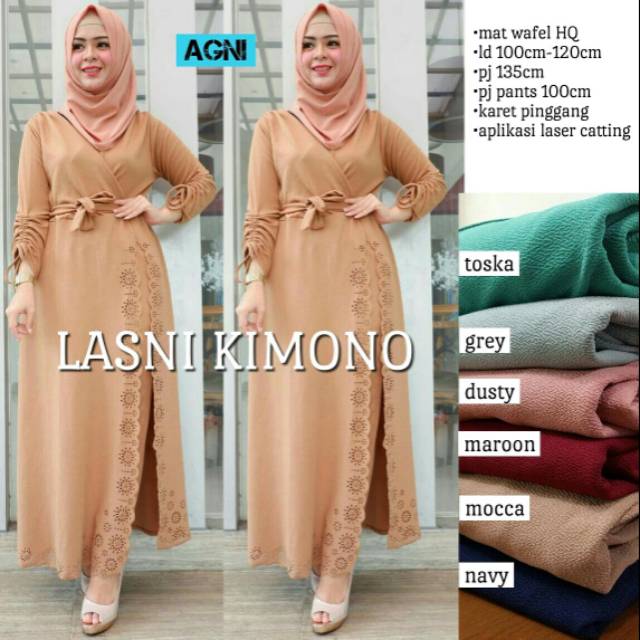 AGNI
LASNI KIMONO
•mat wafel HQ
•ld 100cm-120cm
•pj 135cm
•pj pants 100cm
•karet pinggang
•aplikasi laser catting
toska
grey
dusty
maroon
mocca
navy